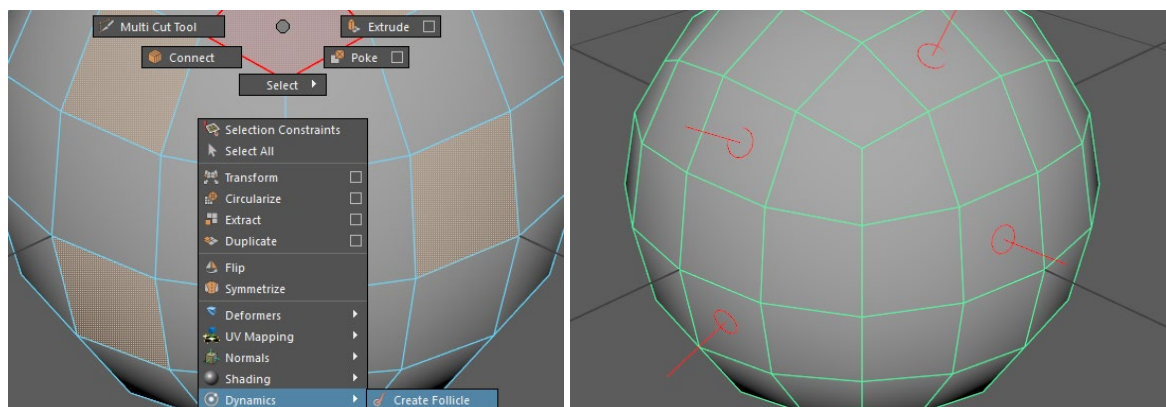 Multi Cut Tool
Extrude
Connect
Poke
Select
Selection Constraints
Select All
Transform
Circularize
Extract
Duplicate
Flip
Symmetrize
Deformers
UV Mapping
Normals
Shading
Dynamics
Create Follicle